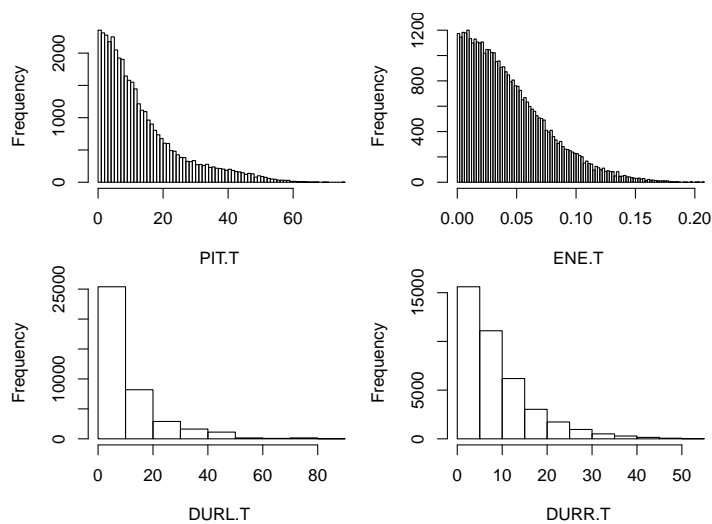 Frequency
0 1000 2000
0 20 40 60
PIT.T
Frequency
0 400 800 1200
0.00 0.05 0.10 0.15 0.20
ENE.T
Frequency
0 10000 25000
0 20 40 60 80
DURL.T
Frequency
0 5000 15000
0 10 20 30 40 50
DURR.T